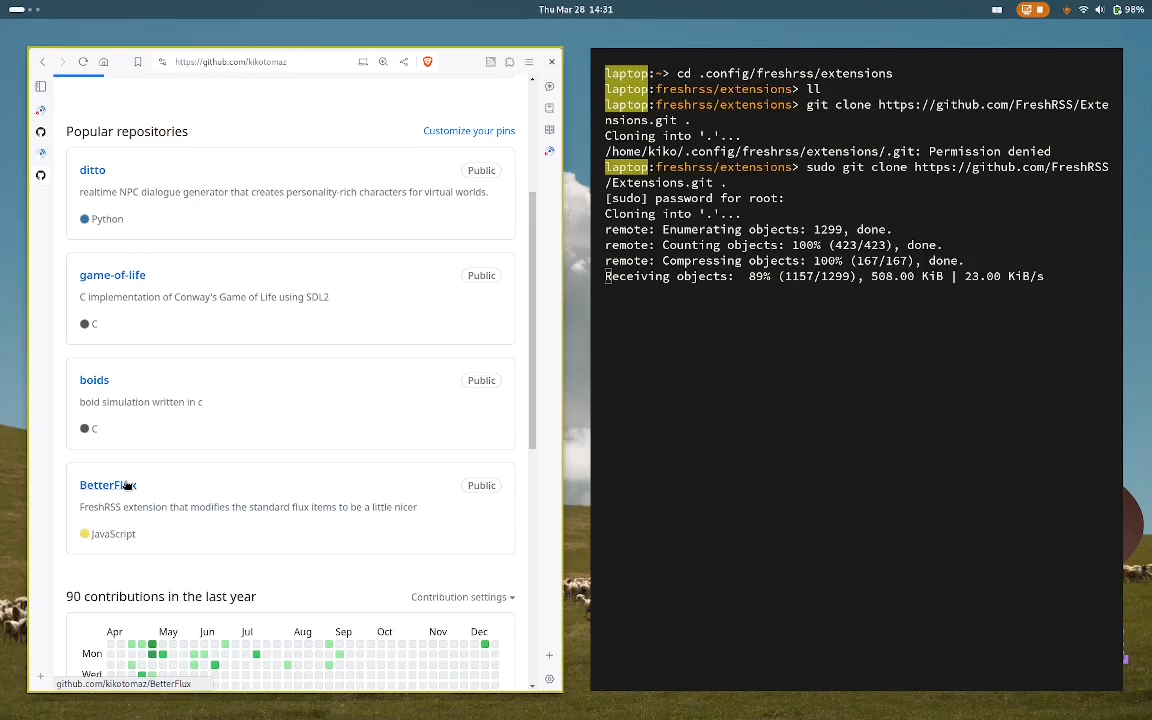 Thu Mar 28 14:31
98%
https://github.com/kikotomaz
Popular repositories
Customize your pins
ditto
Public
realtime NPC dialogue generator that creates personality-rich characters for virtual worlds.
Python
game-of-life
Public
C implementation of Conway's Game of Life using SDL2
C
boids
Public
boid simulation written in c
C
BetterFlux
Public
FreshRSS extension that modifies the standard flux items to be a little nicer
JavaScript
90 contributions in the last year
Contribution settings
Apr May Jun Jul Aug Sep Oct Nov Dec
Mon
Wed
github.com/kikotomaz/BetterFlux
laptop:~> cd .config/freshrss/extensions
laptop:freshrss/extensions> ll
laptop:freshrss/extensions> git clone https://github.com/FreshRSS/Exte
nsions.git .
Cloning into '.'...
/home/kiko/.config/freshrss/extensions/.git: Permission denied
laptop:freshrss/extensions> sudo git clone https://github.com/FreshRSS
/Extensions.git .
[sudo] password for root:
Cloning into '.'...
remote: Enumerating objects: 1299, done.
remote: Counting objects: 100% (423/423), done.
remote: Compressing objects: 100% (167/167), done.
Receiving objects:  89% (1157/1299), 508.00 KiB | 23.00 KiB/s